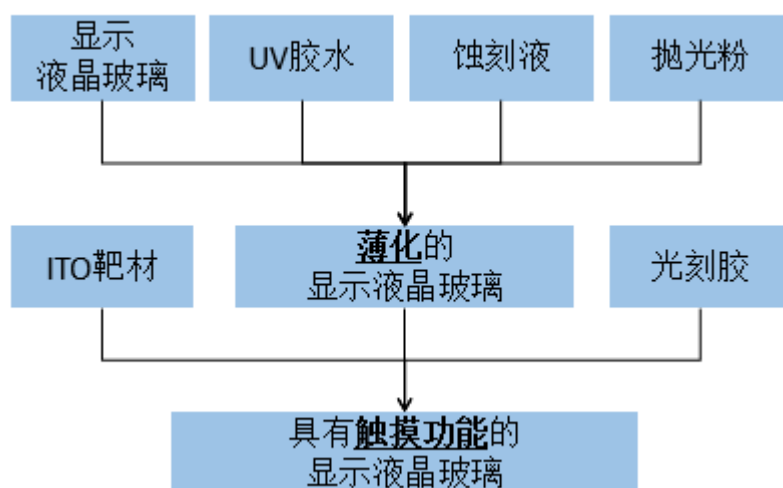 显示
液晶玻璃
UV胶水
蚀刻液
抛光粉
ITO靶材
薄化的
显示液晶玻璃
光刻胶
具有触摸功能的
显示液晶玻璃